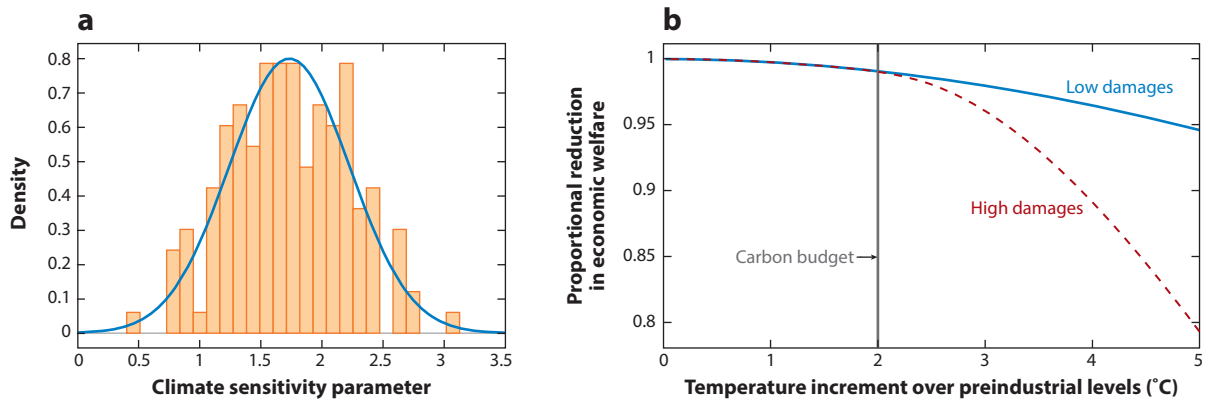 a
0.8
0.7
0.6
0.5
0.4
0.3
0.2
0.1
0
Density
0
0.5
1
1.5
2
2.5
3
3.5
Climate sensitivity parameter
b
1
0.95
0.9
0.85
0.8
Proportional reduction
in economic welfare
Low damages
High damages
Carbon budget
0
1
2
3
4
5
Temperature increment over preindustrial levels (˚C)